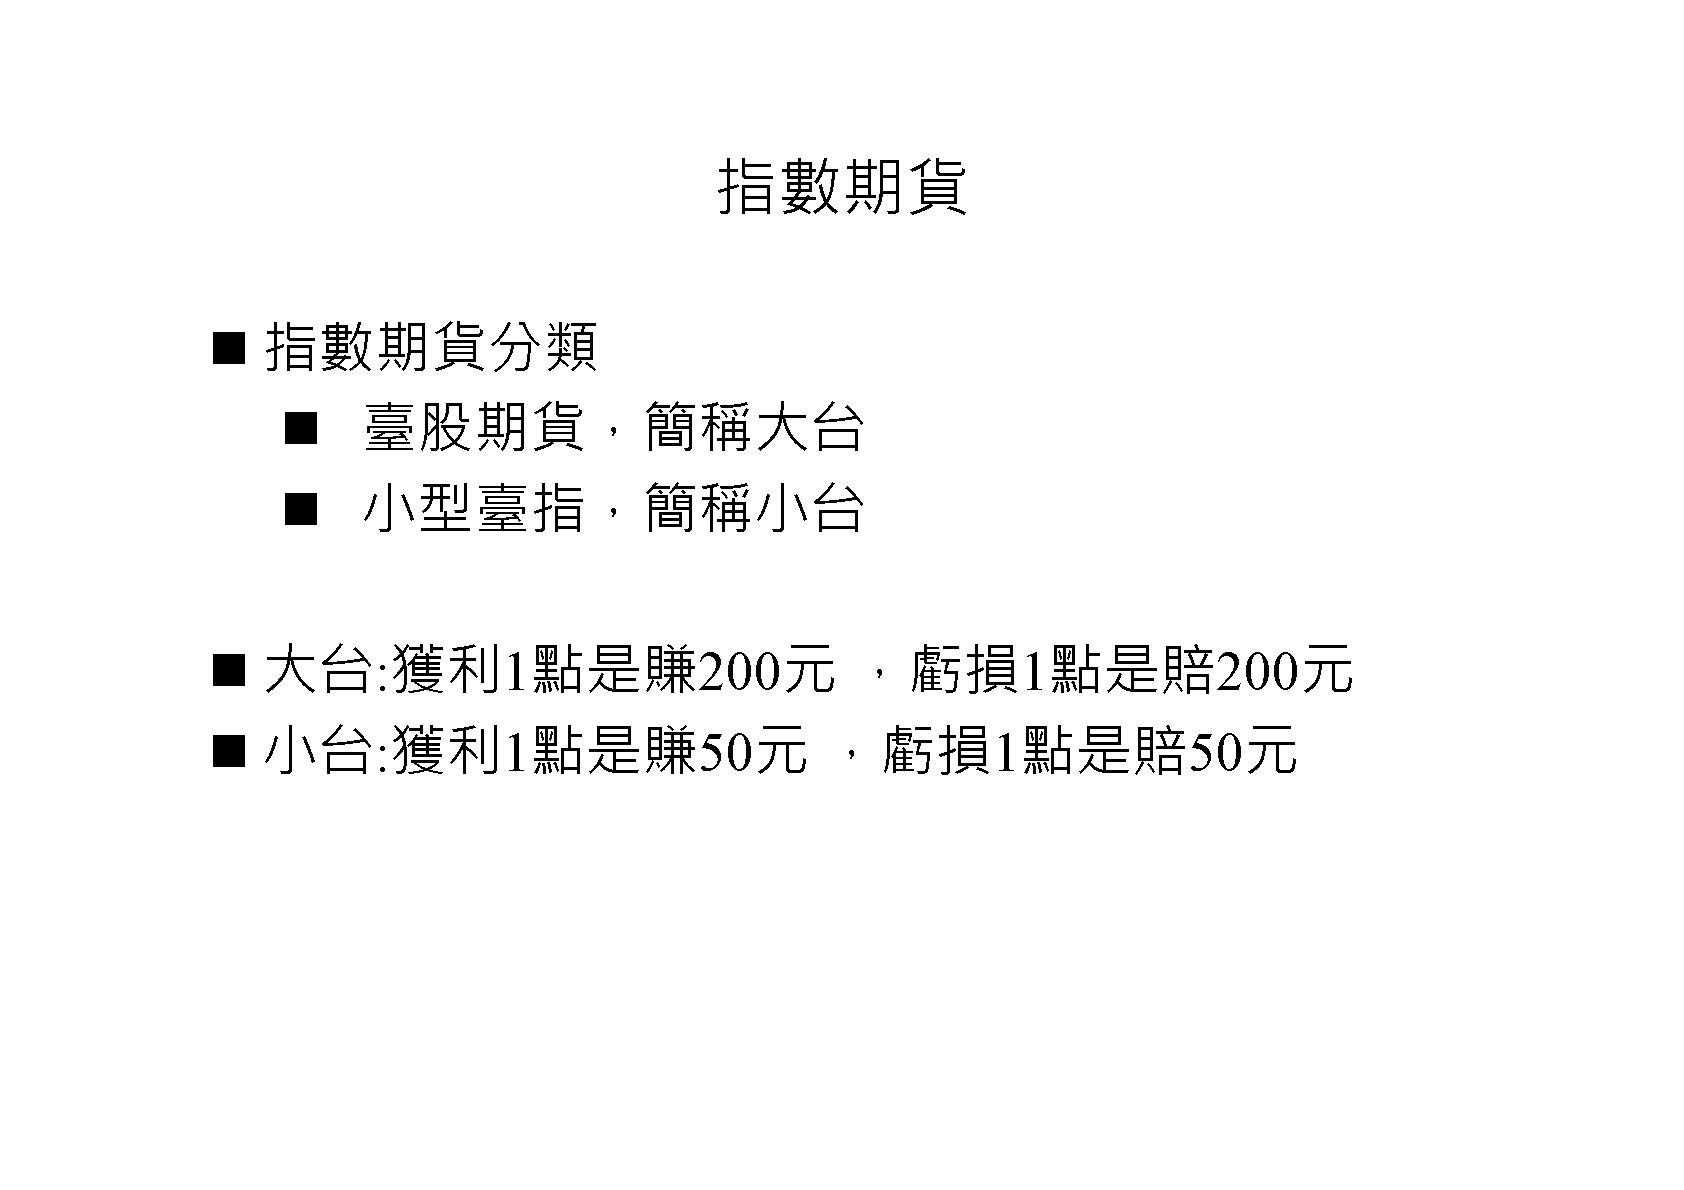 指數期貨
■ 指數期貨分類
■ 臺股期貨，簡稱大台
■ 小型臺指，簡稱小台
■ 大台:獲利1點是賺200元 ，虧損1點是賠200元
■ 小台:獲利1點是賺50元 ，虧損1點是賠50元